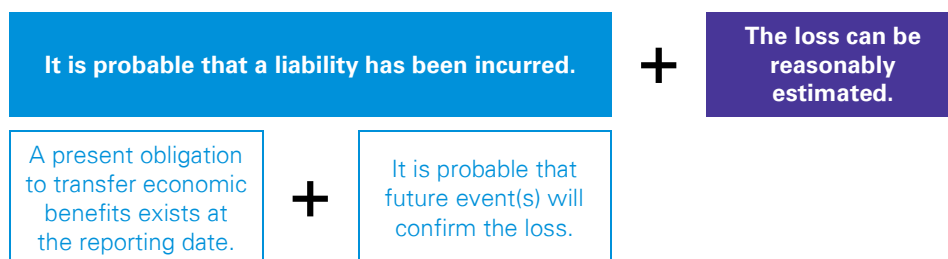 It is probable that a liability has been incurred.
+
The loss can be
reasonably
estimated.
A present obligation
to transfer economic
benefits exists at
the reporting date.
+
It is probable that
future event(s) will
confirm the loss.